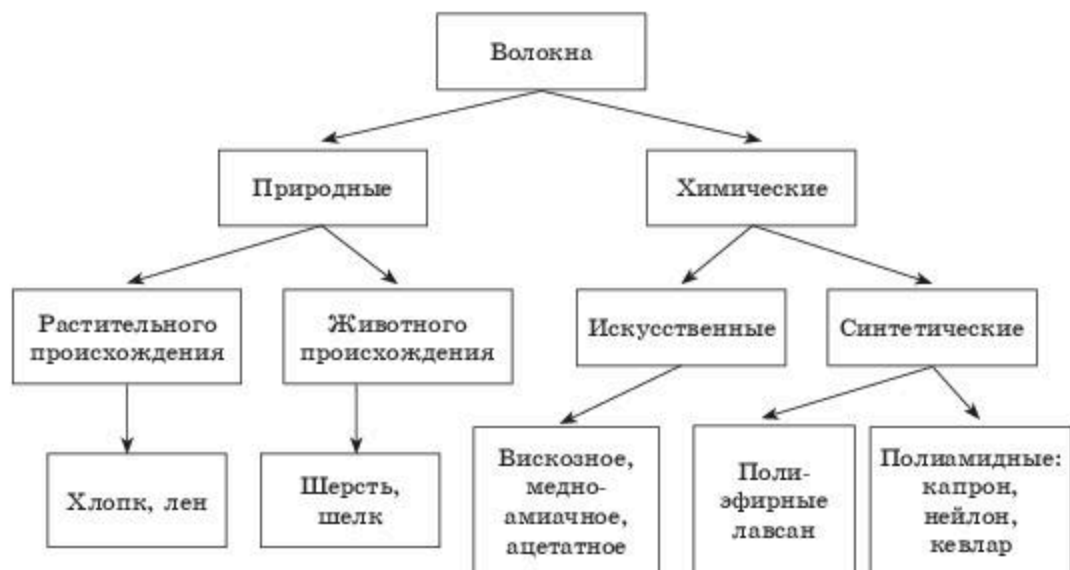 Волокна
Природные
Химические
Растительного
происхождения
Животного
происхождения
Искусственные
Синтетические
Хлопк, лен
Шерсть,
шелк
Вискозное,
медно-
амиачное,
ацетатное
Поли-
эфирные
лавсан
Полиамидные:
капрон,
нейлон,
кевлар